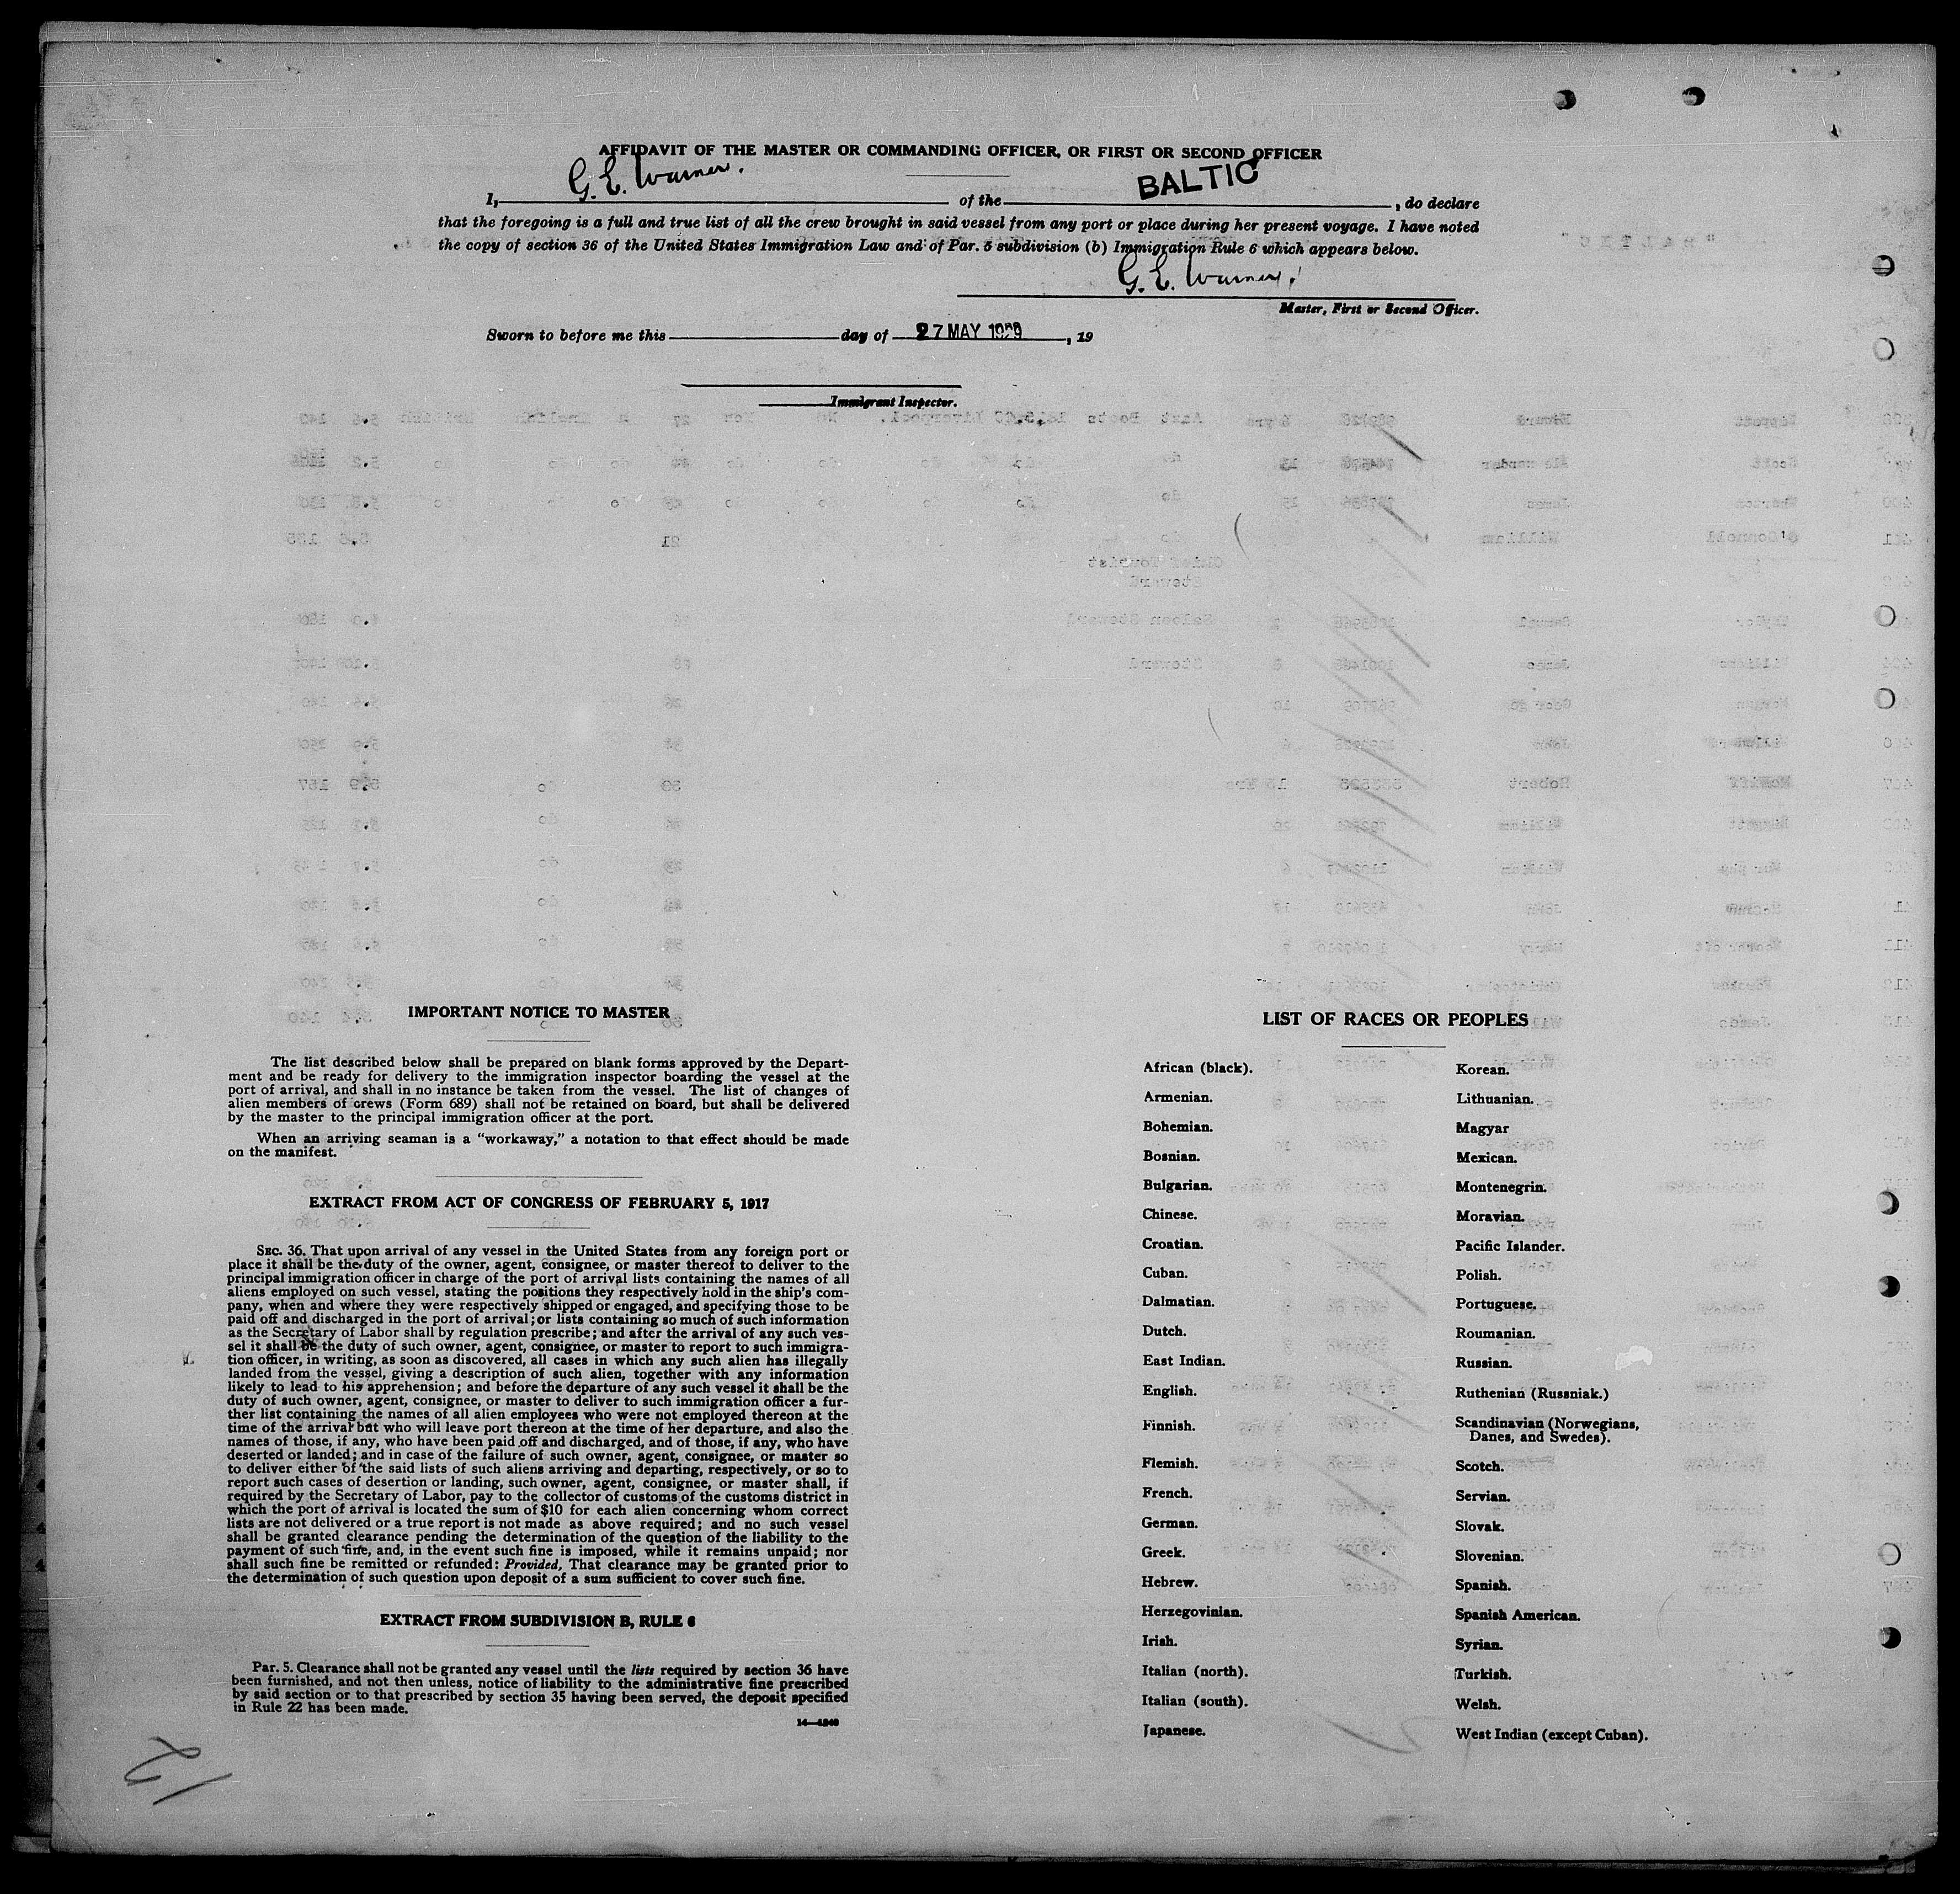 AFFIDAVIT OF THE MASTER OR COMMANDING OFFICER, OR FIRST OR SECOND OFFICER
I, G. E. Warner. of the BALTIC, do declare
that the foregoing is a full and true list of all the crew brought in said vessel from any port or place during her present voyage. I have noted
the copy of section 36 of the United States Immigration Law and of Par. 5 subdivision (b) Immigration Rule 6 which appears below.
G. E. Warner.
Master, First or Second Officer.
Sworn to before me this day of 27 MAY 1929, 19
Immigrant Inspector.
IMPORTANT NOTICE TO MASTER
The list described below shall be prepared on blank forms approved by the Depart-
ment and be ready for delivery to the immigration inspector boarding the vessel at the
port of arrival, and shall in no instance be taken from the vessel. The list of changes of
alien members of crews (Form 689) shall not be retained on board, but shall be delivered
by the master to the principal immigration officer at the port.
When an arriving seaman is a "workaway," a notation to that effect should be made
on the manifest.
EXTRACT FROM ACT OF CONGRESS OF FEBRUARY 5, 1917
SEC. 36. That upon arrival of any vessel in the United States from any foreign port or
place it shall be the duty of the owner, agent, consignee, or master thereof to deliver to the
principal immigration officer in charge of the port of arrival lists containing the names of all
aliens employed on such vessel, stating the positions they respectively hold in the ship's com-
pany, when and where they were respectively shipped or engaged, and specifying those to be
paid off and discharged in the port of arrival; or lists containing so much of such information
as the Secretary of Labor shall by regulation prescribe; and after the arrival of any such ves-
sel it shall be the duty of such owner, agent, consignee, or master to report to such immigra-
tion officer, in writing, as soon as discovered, all cases in which any such alien has illegally
landed from the vessel, giving a description of such alien, together with any information
likely to lead to his apprehension; and before the departure of any such vessel it shall be the
duty of such owner, agent, consignee, or master to deliver to such immigration officer a fur-
ther list containing the names of all alien employees who were not employed thereon at the
time of the arrival but who will leave port thereon at the time of her departure, and also the
names of those, if any, who have been paid off and discharged, and of those, if any, who have
deserted or landed; and in case of the failure of such owner, agent, consignee, or master so
to deliver either of the said lists of such aliens arriving and departing, respectively, or so to
report such cases of desertion or landing, such owner, agent, consignee, or master shall, if
required by the Secretary of Labor, pay to the collector of customs of the customs district in
which the port of arrival is located the sum of $10 for each alien concerning whom correct
lists are not delivered or a true report is not made as above required; and no such vessel
shall be granted clearance pending the determination of the question of the liability to the
payment of such fine, and, in the event such fine is imposed, while it remains unpaid; nor
shall such fine be remitted or refunded: Provided, That clearance may be granted prior to
the determination of such question upon deposit of a sum sufficient to cover such fine.
EXTRACT FROM SUBDIVISION B, RULE 6
Par. 5. Clearance shall not be granted any vessel until the lists required by section 36 have
been furnished, and not then unless, notice of liability to the administrative fine prescribed
by said section or to that prescribed by section 35 having been served, the deposit specified
in Rule 22 has been made.
LIST OF RACES OR PEOPLES
African (black).
Armenian.
Bohemian.
Bosnian.
Bulgarian.
Chinese.
Croatian.
Cuban.
Dalmatian.
Dutch.
East Indian.
English.
Finnish.
Flemish.
French.
German.
Greek.
Hebrew.
Herzegovinian.
Irish.
Italian (north).
Italian (south).
Japanese.
Korean.
Lithuanian.
Magyar
Mexican.
Montenegrin.
Moravian.
Pacific Islander.
Polish.
Portuguese.
Roumanian.
Russian.
Ruthenian (Russniak.)
Scandinavian (Norwegians,
Danes, and Swedes).
Scotch.
Servian.
Slovak.
Slovenian.
Spanish.
Spanish American.
Syrian.
Turkish.
Welsh.
West Indian (except Cuban).